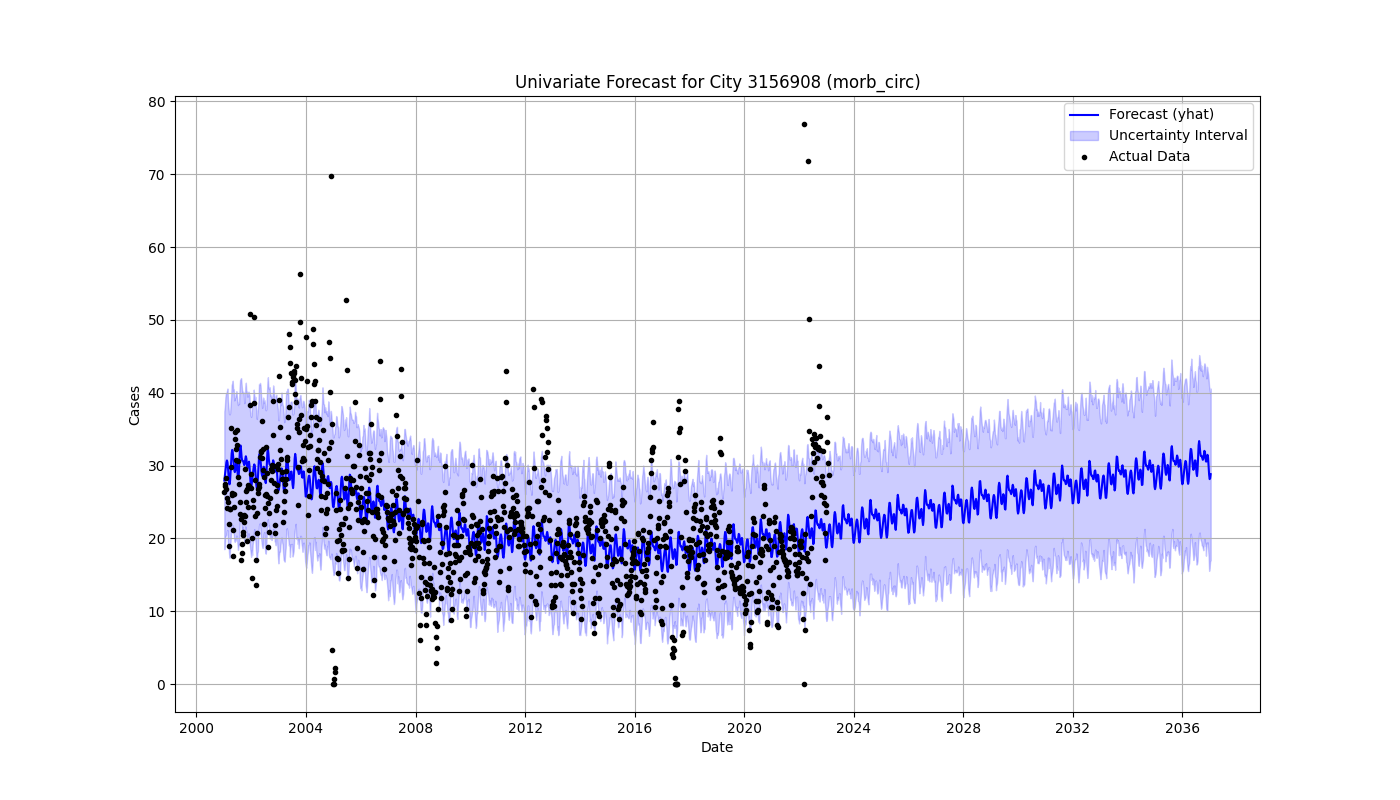 Univariate Forecast for City 3156908 (morb_circ)
Forecast (yhat)
Uncertainty Interval
Actual Data
Cases
80
70
60
50
40
30
20
10
0
2000 2004 2008 2012 2016 2020 2024 2028 2032 2036
Date